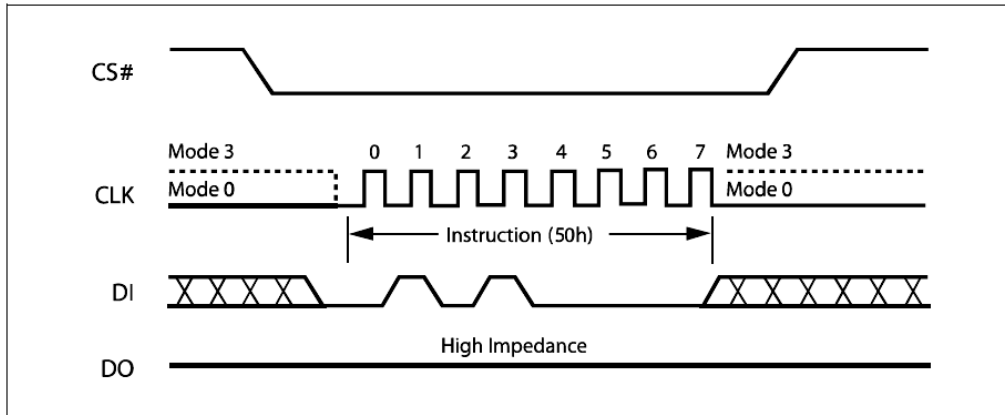 CS#
Mode 3 0 1 2 3 4 5 6 7 Mode 3
CLK Mode 0 Mode 0
Instruction (50h)
DI
High Impedance
DO